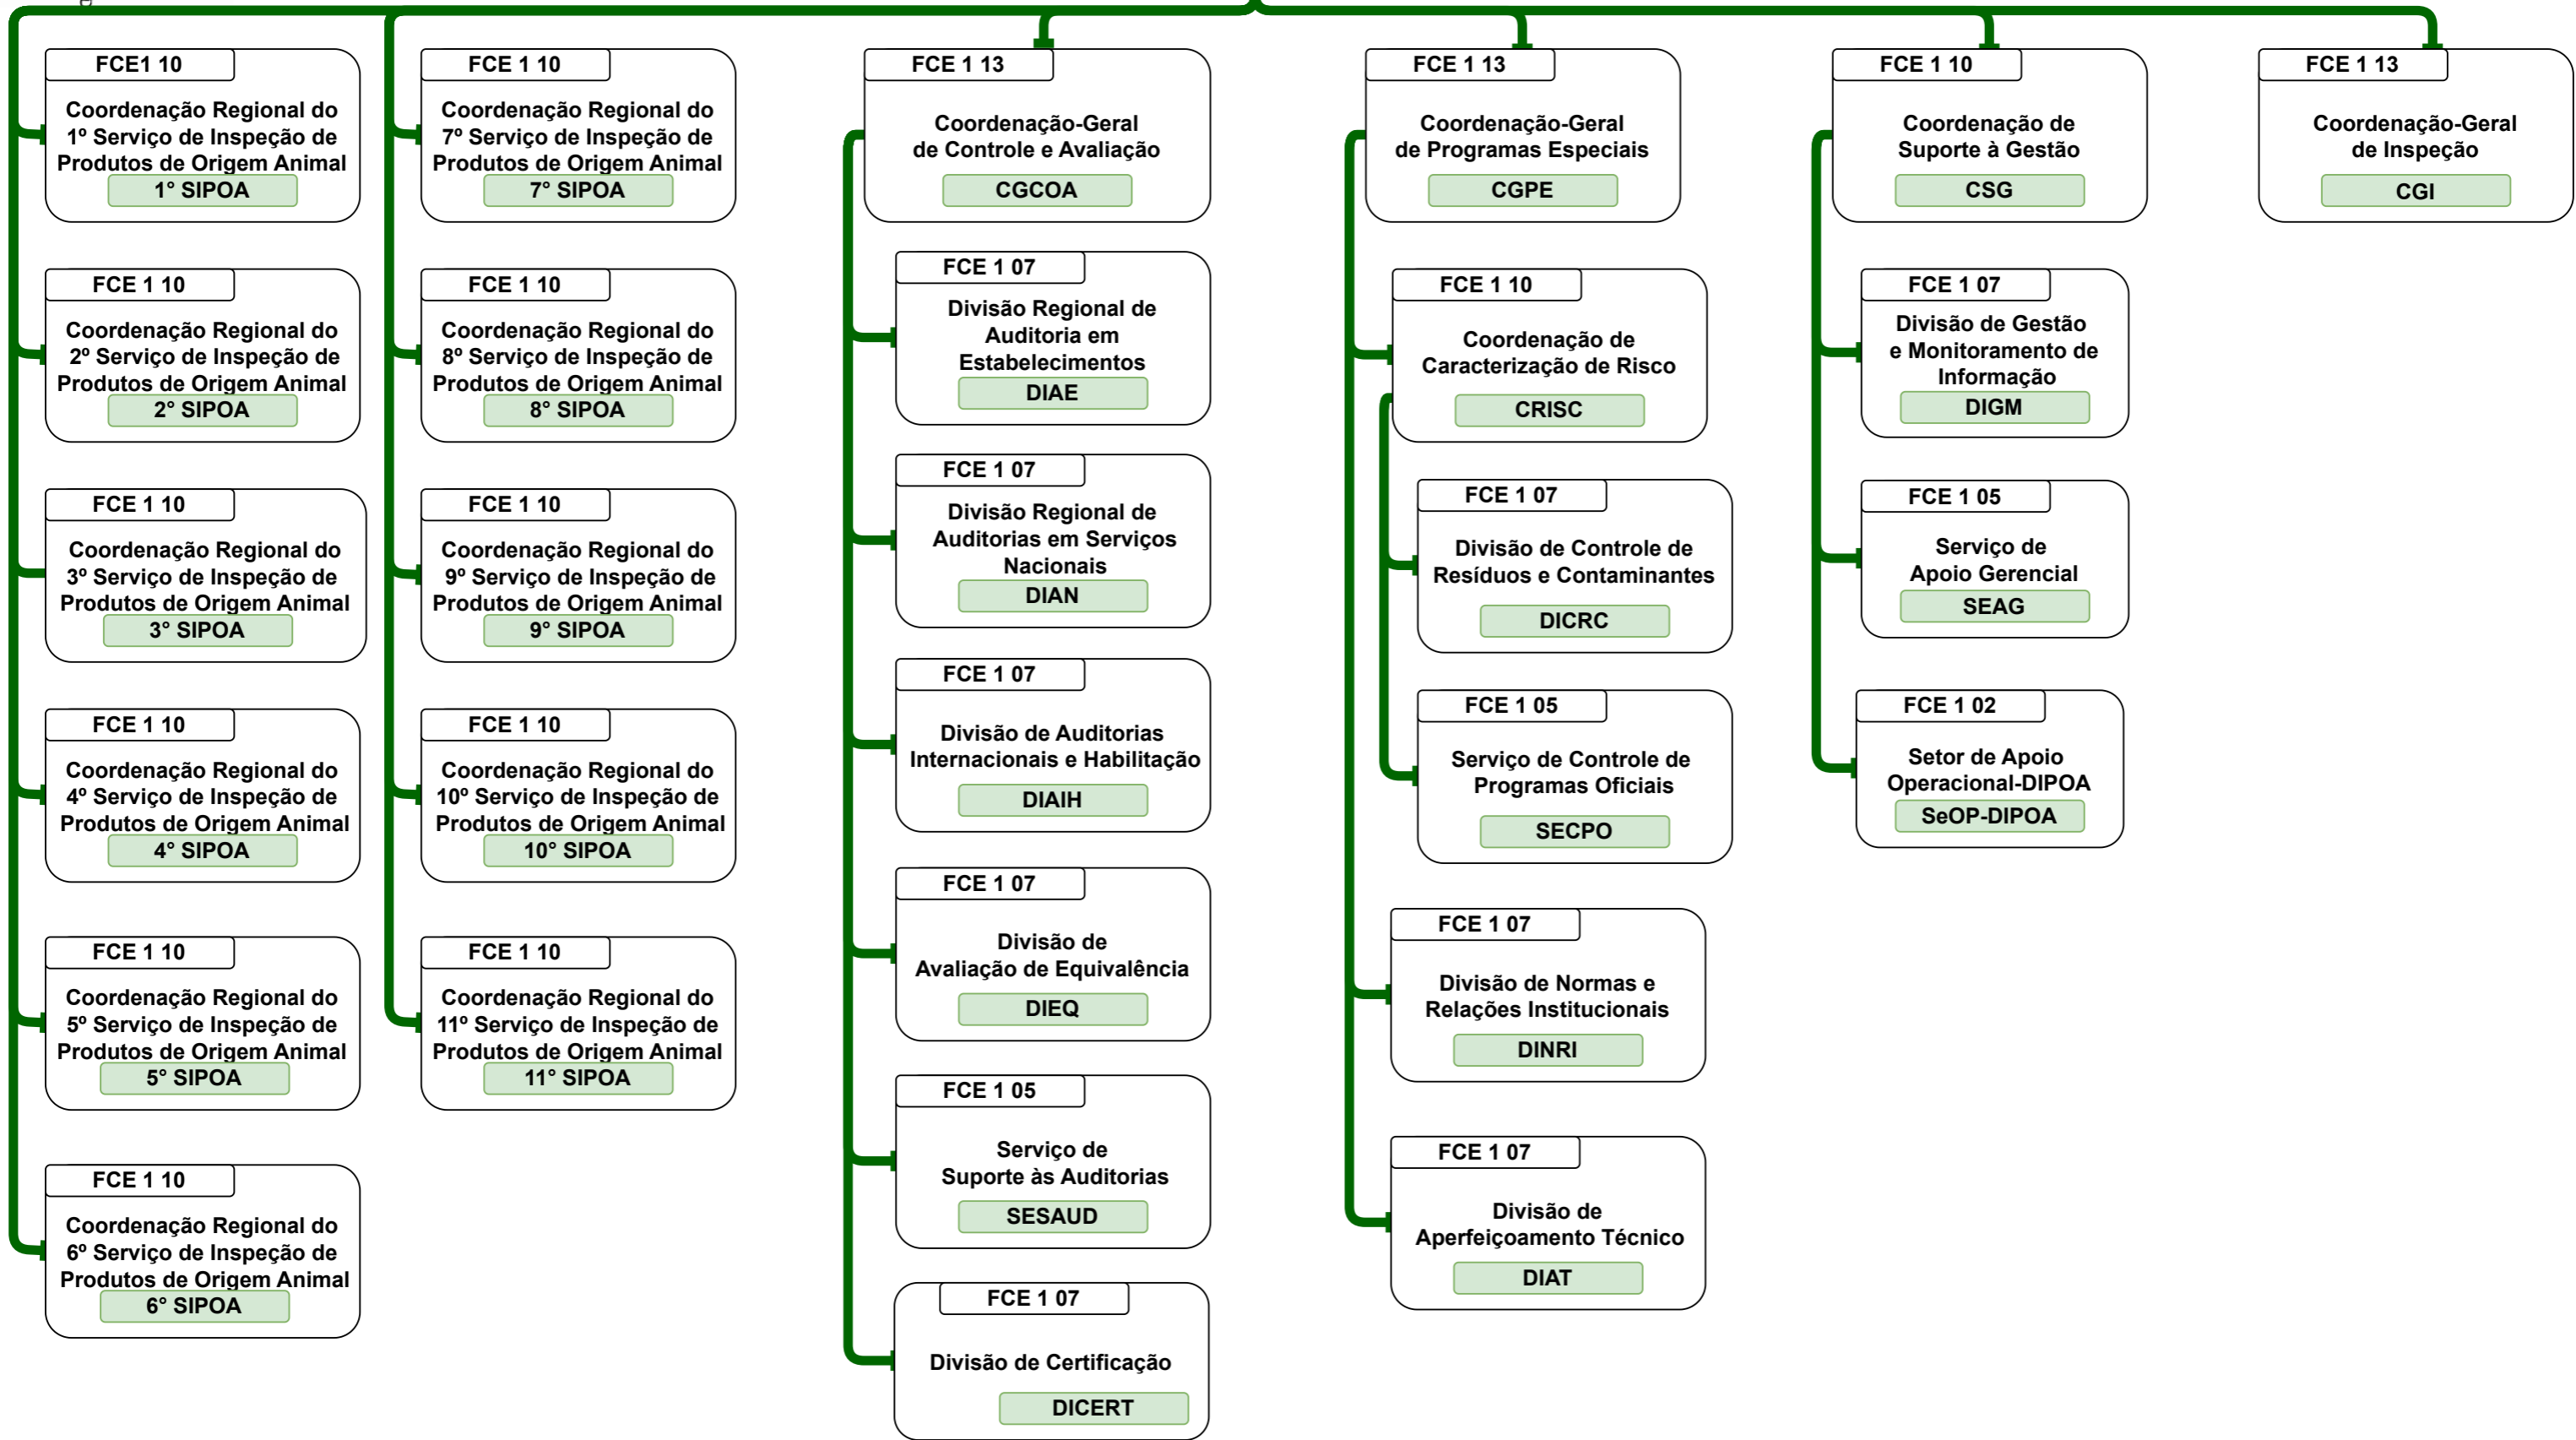 FCE1 10
Coordenação Regional do
1º Serviço de Inspeção de
Produtos de Origem Animal
1° SIPOA
FCE 1 10
Coordenação Regional do
2º Serviço de Inspeção de
Produtos de Origem Animal
2° SIPOA
FCE 1 10
Coordenação Regional do
3º Serviço de Inspeção de
Produtos de Origem Animal
3° SIPOA
FCE 1 10
Coordenação Regional do
4º Serviço de Inspeção de
Produtos de Origem Animal
4° SIPOA
FCE 1 10
Coordenação Regional do
5º Serviço de Inspeção de
Produtos de Origem Animal
5° SIPOA
FCE 1 10
Coordenação Regional do
6º Serviço de Inspeção de
Produtos de Origem Animal
6° SIPOA
FCE 1 10
Coordenação Regional do
7º Serviço de Inspeção de
Produtos de Origem Animal
7° SIPOA
FCE 1 10
Coordenação Regional do
8º Serviço de Inspeção de
Produtos de Origem Animal
8° SIPOA
FCE 1 10
Coordenação Regional do
9º Serviço de Inspeção de
Produtos de Origem Animal
9° SIPOA
FCE 1 10
Coordenação Regional do
10º Serviço de Inspeção de
Produtos de Origem Animal
10° SIPOA
FCE 1 10
Coordenação Regional do
11º Serviço de Inspeção de
Produtos de Origem Animal
11° SIPOA
FCE 1 13
Coordenação-Geral
de Controle e Avaliação
CGCOA
FCE 1 07
Divisão Regional de
Auditoria em
Estabelecimentos
DIAE
FCE 1 07
Divisão Regional de
Auditorias em Serviços
Nacionais
DIAN
FCE 1 07
Divisão de Auditorias
Internacionais e Habilitação
DIAIH
FCE 1 07
Divisão de
Avaliação de Equivalência
DIEQ
FCE 1 05
Serviço de
Suporte às Auditorias
SESAUD
FCE 1 07
Divisão de Certificação
DICERT
FCE 1 13
Coordenação-Geral
de Programas Especiais
CGPE
FCE 1 10
Coordenação de
Caracterização de Risco
CRISC
FCE 1 07
Divisão de Controle de
Resíduos e Contaminantes
DICRC
FCE 1 05
Serviço de Controle de
Programas Oficiais
SECPO
FCE 1 07
Divisão de Normas e
Relações Institucionais
DINRI
FCE 1 07
Divisão de
Aperfeiçoamento Técnico
DIAT
FCE 1 10
Coordenação de
Suporte à Gestão
CSG
FCE 1 07
Divisão de Gestão
e Monitoramento de
Informação
DIGM
FCE 1 05
Serviço de
Apoio Gerencial
SEAG
FCE 1 02
Setor de Apoio
Operacional-DIPOA
SeOP-DIPOA
FCE 1 13
Coordenação-Geral
de Inspeção
CGI